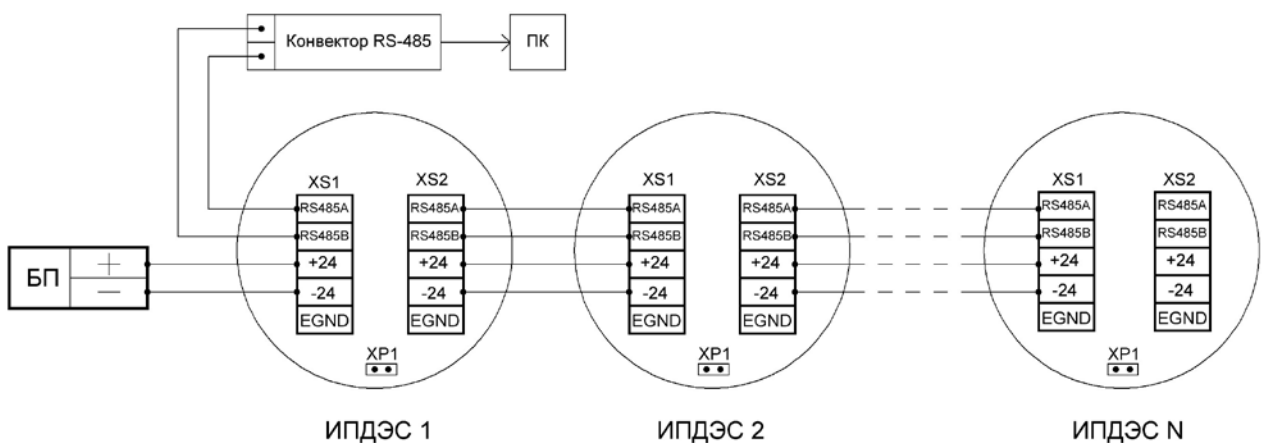 Конвектор RS-485
ПК
XS1
XS2
RS485A
RS485B
+24
-24
EGND
RS485A
RS485B
+24
-24
EGND
XP1
XS1
XS2
RS485A
RS485B
+24
-24
EGND
RS485A
RS485B
+24
-24
EGND
XP1
XS1
XS2
RS485A
RS485B
+24
-24
EGND
RS485A
RS485B
+24
-24
EGND
XP1
БП
+
—
ИПДЭС 1
ИПДЭС 2
ИПДЭС N